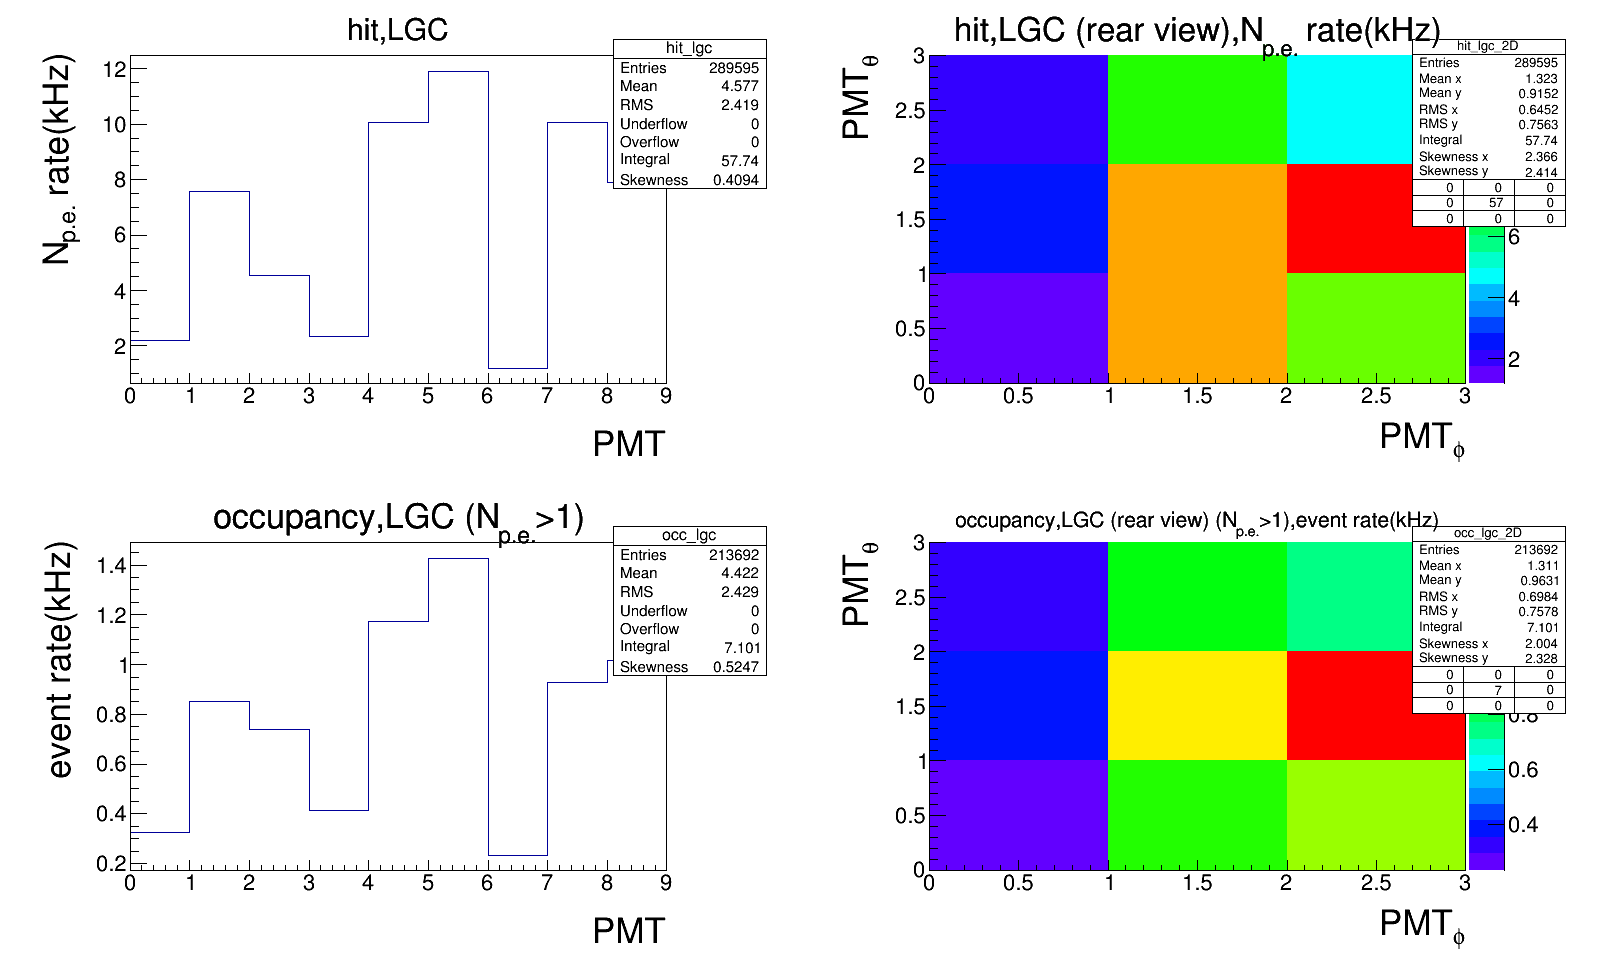 hit,LGC
N_p.e. rate(kHz)
12
10
8
6
4
2
0 1 2 3 4 5 6 7 8 9
PMT
hit_lgc
Entries 289595
Mean 4.577
RMS 2.419
Underflow 0
Overflow 0
Integral 57.74
Skewness 0.4094
hit,LGC (rear view),N_p.e. rate(kHz)
PMT_θ
3
2.5
2
1.5
1
0.5
0
0 0.5 1 1.5 2 2.5 3
PMT_ϕ
hit_lgc_2D
Entries 289595
Mean x 1.323
Mean y 0.9152
RMS x 0.6452
RMS y 0.7563
Integral 57.74
Skewness x 2.366
Skewness y 2.414
0 0 0
0 57 0
0 0 0
6
4
2
occupancy,LGC (N_p.e.>1)
event rate(kHz)
1.4
1.2
1
0.8
0.6
0.4
0.2
0 1 2 3 4 5 6 7 8 9
PMT
occ_lgc
Entries 213692
Mean 4.422
RMS 2.429
Underflow 0
Overflow 0
Integral 7.101
Skewness 0.5247
occupancy,LGC (rear view) (N_p.e.>1),event rate(kHz)
PMT_θ
3
2.5
2
1.5
1
0.5
0
0 0.5 1 1.5 2 2.5 3
PMT_ϕ
occ_lgc_2D
Entries 213692
Mean x 1.311
Mean y 0.9631
RMS x 0.6984
RMS y 0.7578
Integral 7.101
Skewness x 2.004
Skewness y 2.328
0 0 0
0 7 0
0 0 0
0.8
0.6
0.4